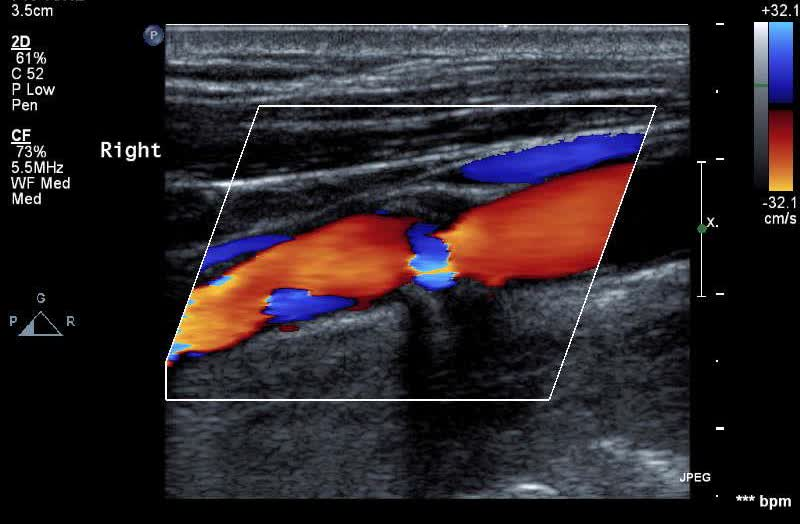 3.5cm
2D
61%
C 52
P Low
Pen
CF
73%
5.5MHz
WF Med
Med
P
Right
G
P R
+32.1
-32.1
cm/s
X
JPEG
*** bpm